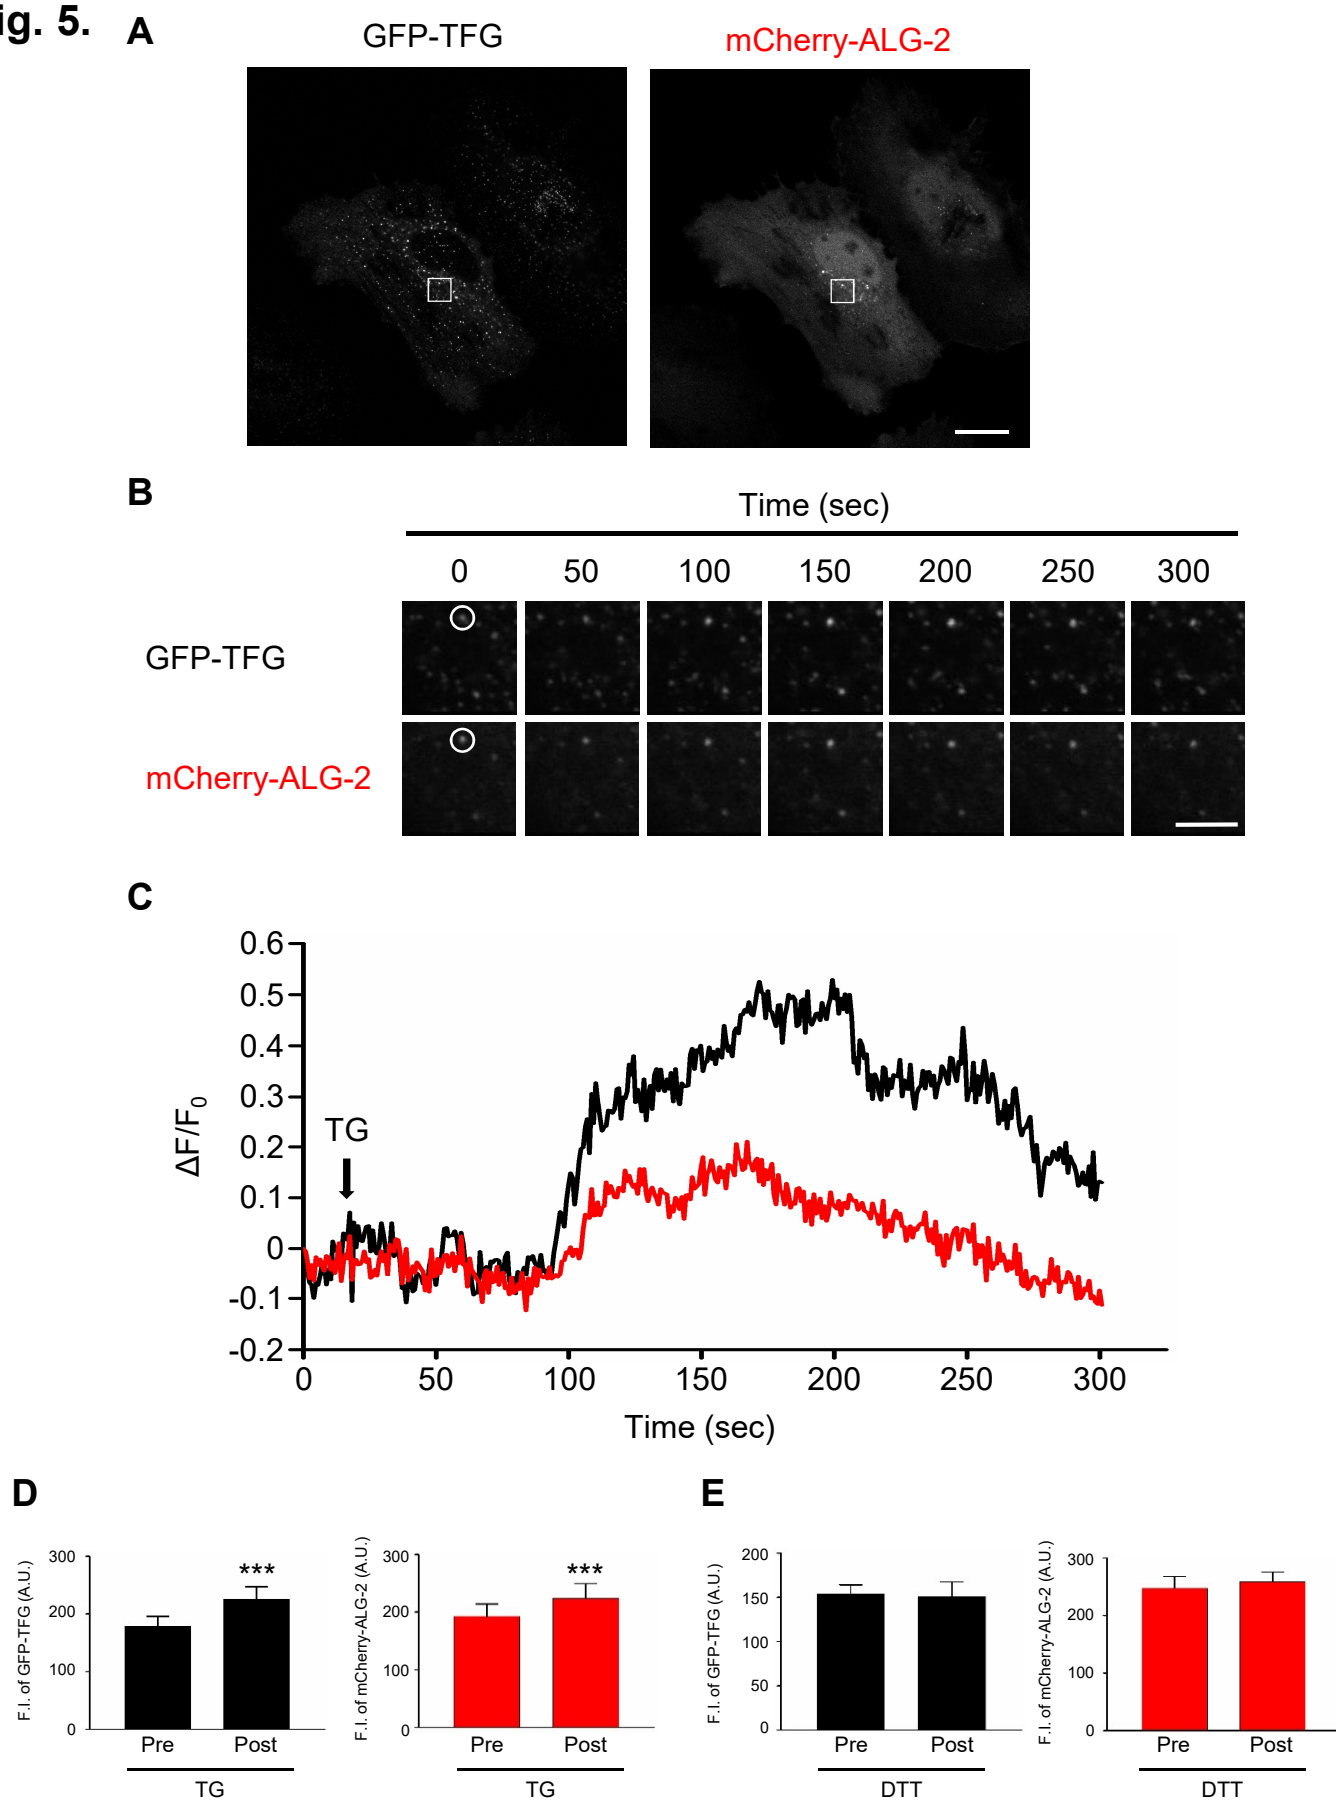 ig. 5.
A
GFP-TFG
mCherry-ALG-2
B
Time (sec)
0 50 100 150 200 250 300
GFP-TFG
mCherry-ALG-2
C
0.6
0.5
0.4
0.3
0.2
0.1
0
-0.1
-0.2
ΔF/F0
TG
0 50 100 150 200 250 300
Time (sec)
D
F.I. of GFP-TFG (A.U.)
300
200
100
0
***
Pre Post
TG
F.I. of mCherry-ALG-2 (A.U.)
300
200
100
0
***
Pre Post
TG
E
F.I. of GFP-TFG (A.U.)
200
150
100
50
0
Pre Post
DTT
F.I. of mCherry-ALG-2 (A.U.)
300
200
100
0
Pre Post
DTT